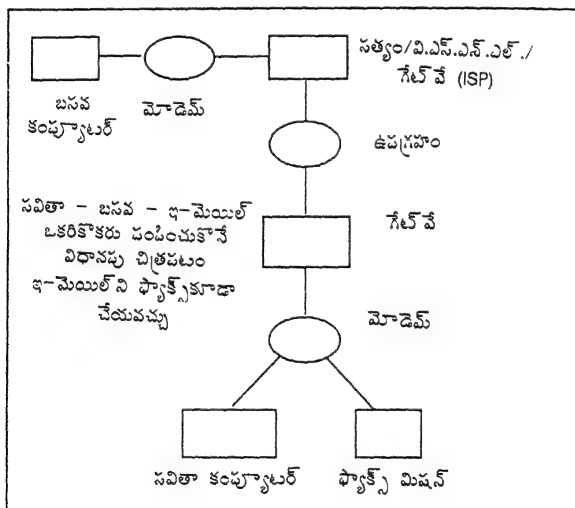 సత్యం/వి.ఎస్.ఎన్.ఎల్./
గేట్ వే (ISP)
బసవ
కంప్యూటర్
మోడెమ్
ఉపగ్రహం
సవితా - బసవ - ఇ-మెయిల్
ఒకరికొకరు పంపించుకొనే
విధానపు చిత్రపటం
ఇ-మెయిల్‌ని ఫ్యాక్స్‌కూడా
చేయవచ్చు
గేట్ వే
మోడెమ్
సవితా కంప్యూటర్
ఫ్యాక్స్ మిషన్